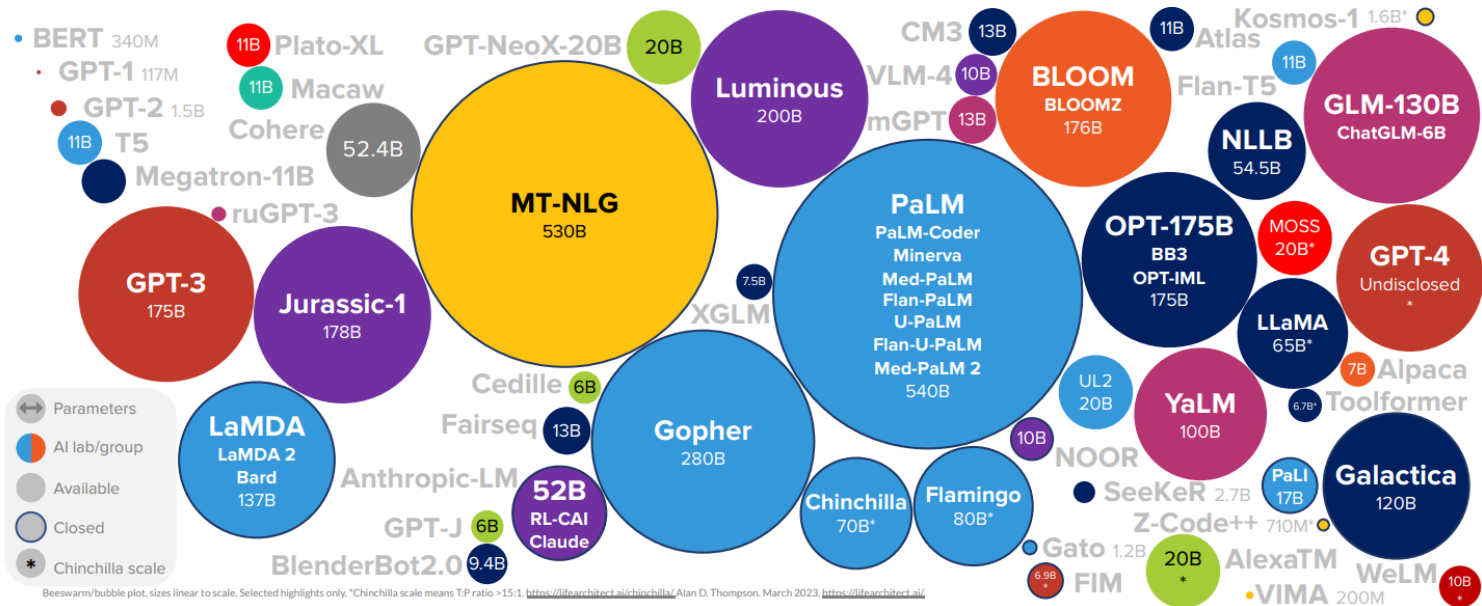 BERT 340M
GPT-1 117M
GPT-2 1.5B
11B T5
Megatron-11B
11B Plato-XL
11B Macaw
Cohere
52.4B
ruGPT-3
GPT-3
175B
Jurassic-1
178B
GPT-NeoX-20B
20B
MT-NLG
530B
Luminous
200B
CM3 13B
VLM-4 10B
mGPT 13B
BLOOM
BLOOMZ
176B
11B Atlas
Kosmos-1 1.6B*
Flan-T5 11B
GLM-130B
ChatGLM-6B
NLLB
54.5B
PaLM
PaLM-Coder
Minerva
Med-PaLM
Flan-PaLM
U-PaLM
Flan-U-PaLM
Med-PaLM 2
540B
OPT-175B
BB3
OPT-IML
175B
MOSS
20B*
GPT-4
Undisclosed
*
7.5B
XGLM
LLaMA
65B*
7B Alpaca
6.7B* Toolformer
UL2
20B
YaLM
100B
Parameters
AI lab/group
Available
Closed
* Chinchilla scale
LaMDA
LaMDA 2
Bard
137B
Cedille 6B
Fairseq 13B
Anthropic-LM
52B
RL-CAI
Claude
GPT-J 6B
BlenderBot2.0 9.4B
Gopher
280B
Chinchilla
70B*
Flamingo
80B*
10B
NOOR
SeeKeR 2.7B
PaLI
17B
Galactica
120B
Z-Code++ 710M*
Gato 1.2B
6.9B
*
FIM
20B
*
AlexaTM
VIMA 200M
WeLM
10B
*
Beeswarm/bubble plot, sizes linear to scale. Selected highlights only. *Chinchilla scale means T:P ratio >15:1. https://lifearchitect.ai/chinchilla/ Alan D. Thompson. March 2023. https://lifearchitect.ai/